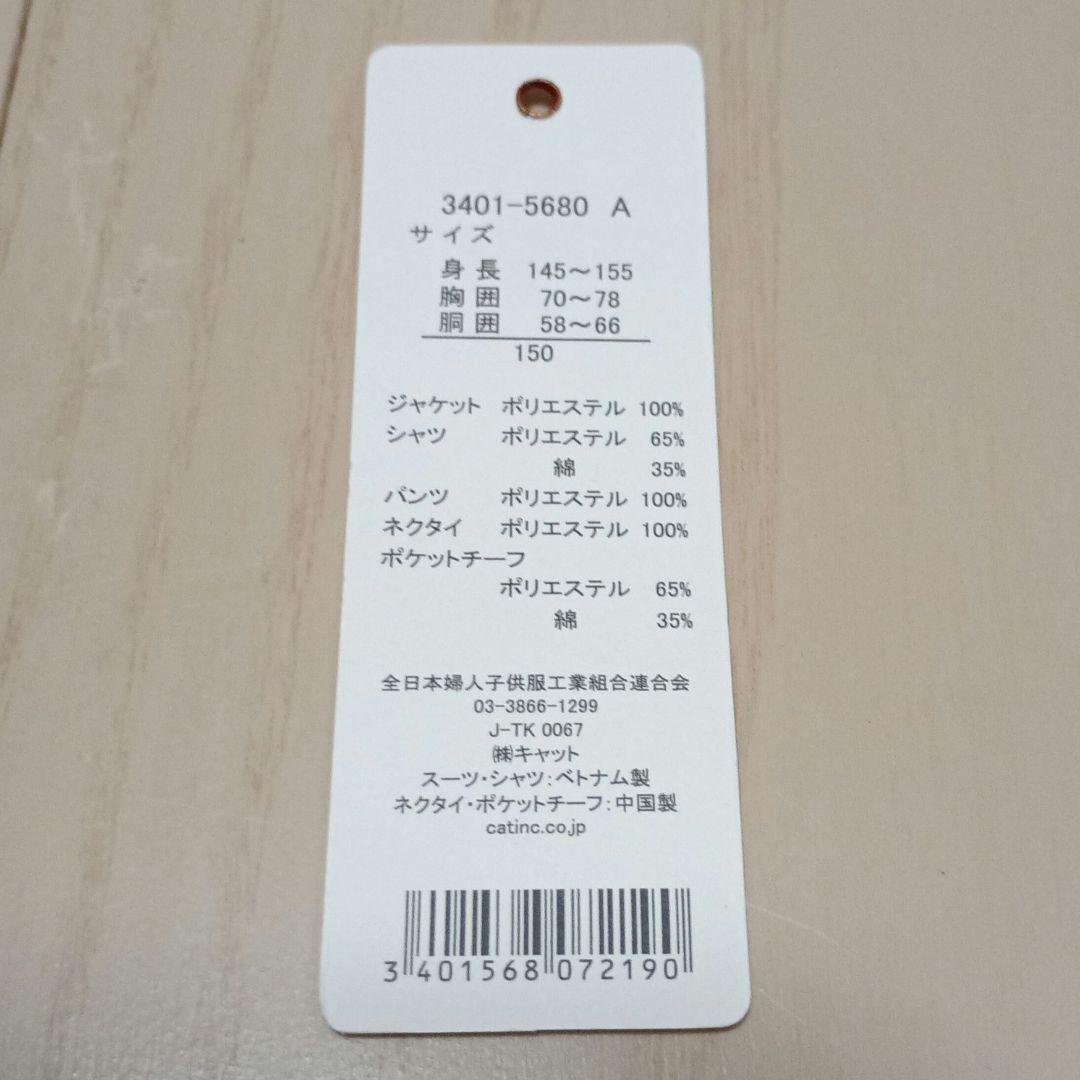 3401-5680 A
サイズ
身長 145～155
胸囲 70～78
胴囲 58～66
150
ジャケット ポリエステル 100%
シャツ ポリエステル 65%
綿 35%
パンツ ポリエステル 100%
ネクタイ ポリエステル 100%
ポケットチーフ
ポリエステル 65%
綿 35%
全日本婦人子供服工業組合連合会
03-3866-1299
J-TK 0067
㈱キャット
スーツ・シャツ:ベトナム製
ネクタイ・ポケットチーフ:中国製
catinc.co.jp
3 401568 072190